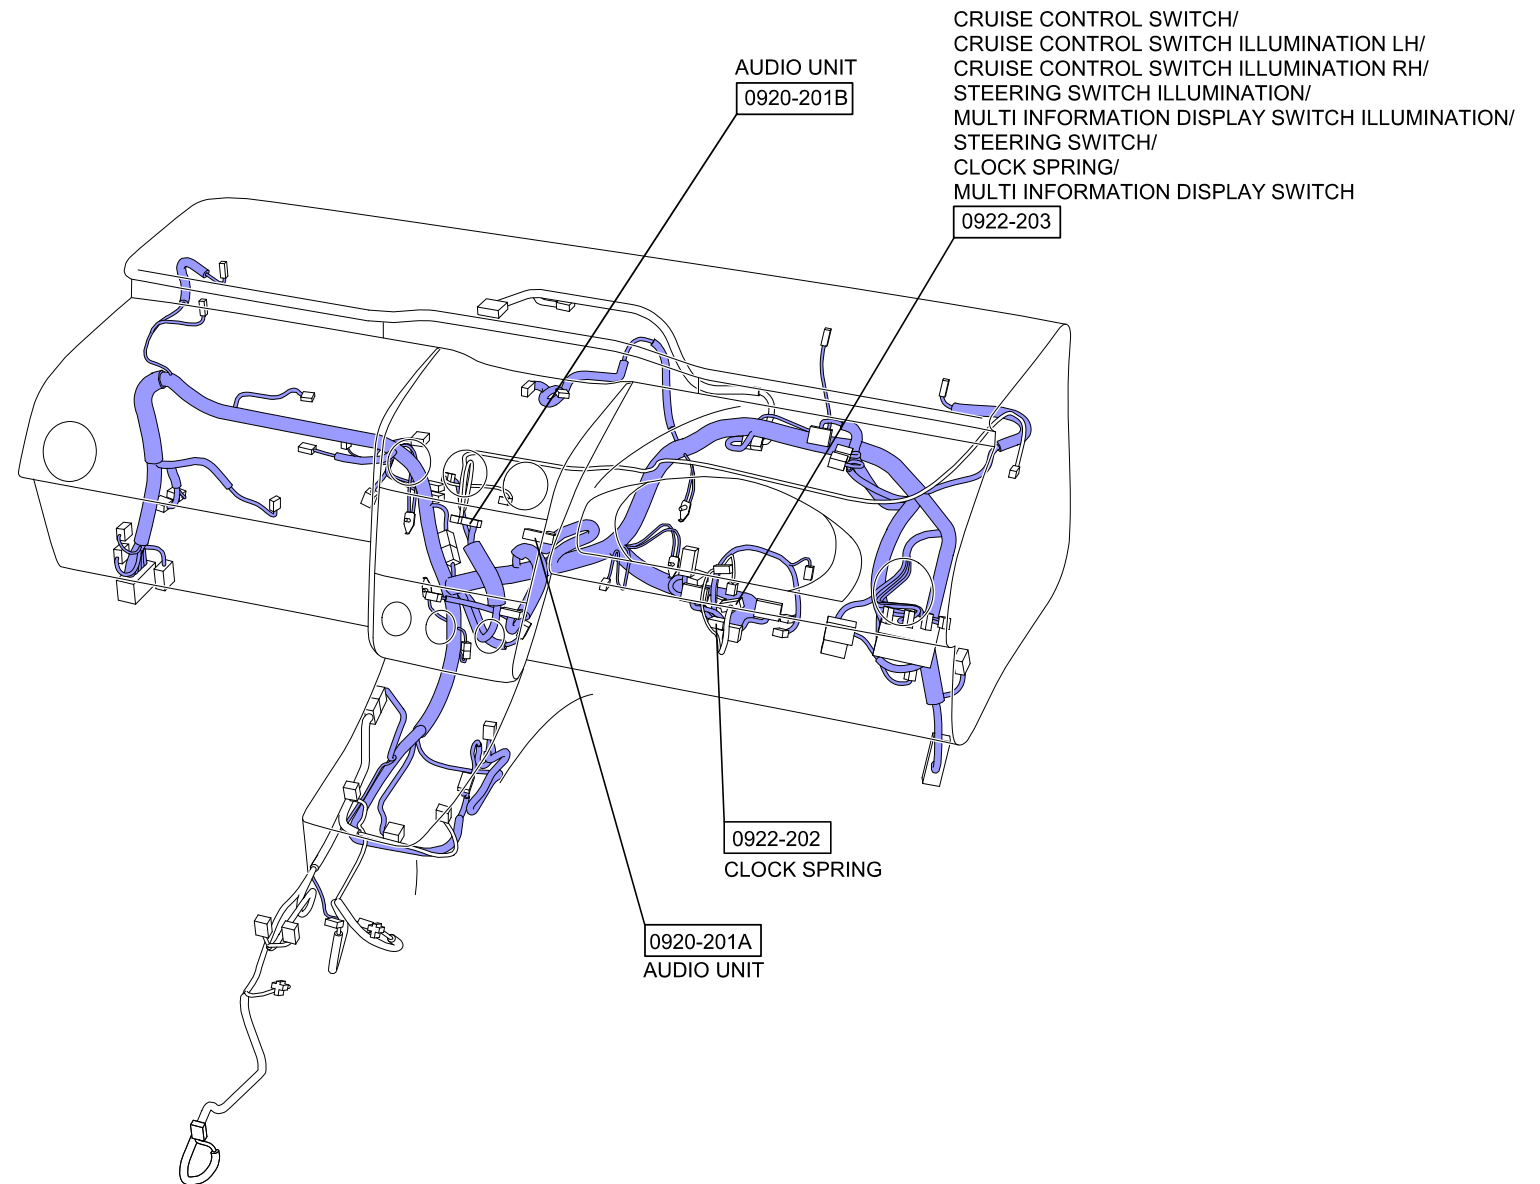 CRUISE CONTROL SWITCH/
CRUISE CONTROL SWITCH ILLUMINATION LH/
CRUISE CONTROL SWITCH ILLUMINATION RH/
STEERING SWITCH ILLUMINATION/
MULTI INFORMATION DISPLAY SWITCH ILLUMINATION/
STEERING SWITCH/
CLOCK SPRING/
MULTI INFORMATION DISPLAY SWITCH
0922-203
AUDIO UNIT
0920-201B
0922-202
CLOCK SPRING
0920-201A
AUDIO UNIT